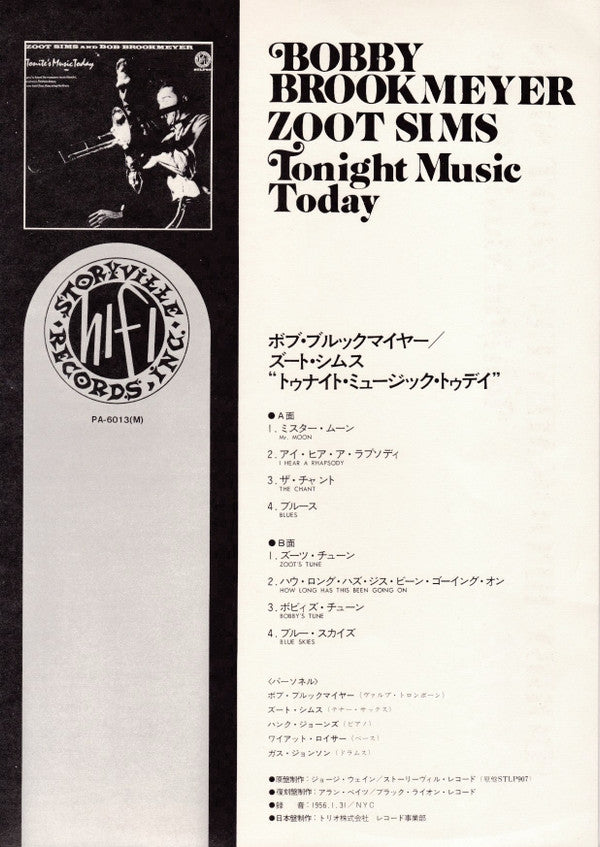 ZOOT SIMS AND BOB BROOKMEYER
Tonite's Music Today
STORYVILLE RECORDS, INC.
hifi
PA-6013(M)
BOBBY
BROOKMEYER
ZOOT SIMS
Tonight Music
Today
ボブ・ブルックマイヤー／
ズート・シムス
“トゥナイト・ミュージック・トゥデイ”
●A面
1. ミスター・ムーン
Mr. MOON
2. アイ・ヒア・ア・ラプソディ
I HEAR A RHAPSODY
3. ザ・チャント
THE CHANT
4. ブルース
BLUES
●B面
1. ズーツ・チューン
ZOOT'S TUNE
2. ハウ・ロング・ハズ・ジス・ビーン・ゴーイング・オン
HOW LONG HAS THIS BEEN GOING ON
3. ボビィズ・チューン
BOBBY'S TUNE
4. ブルー・スカイズ
BLUE SKIES
〈パーソネル〉
ボブ・ブルックマイヤー（ヴァルブ・トロンボーン）
ズート・シムス（テナー・サックス）
ハンク・ジョーンズ（ピアノ）
ワイアット・ロイサー（ベース）
ガス・ジョンソン（ドラムス）
●原盤制作：ジョージ・ウェイン／ストーリーヴィル・レコード（原盤STLP907）
●復刻盤制作：アラン・ベイツ／ブラック・ライオン・レコード
●録　音：1956.1.31／NYC
●日本盤制作：トリオ株式会社　レコード事業部